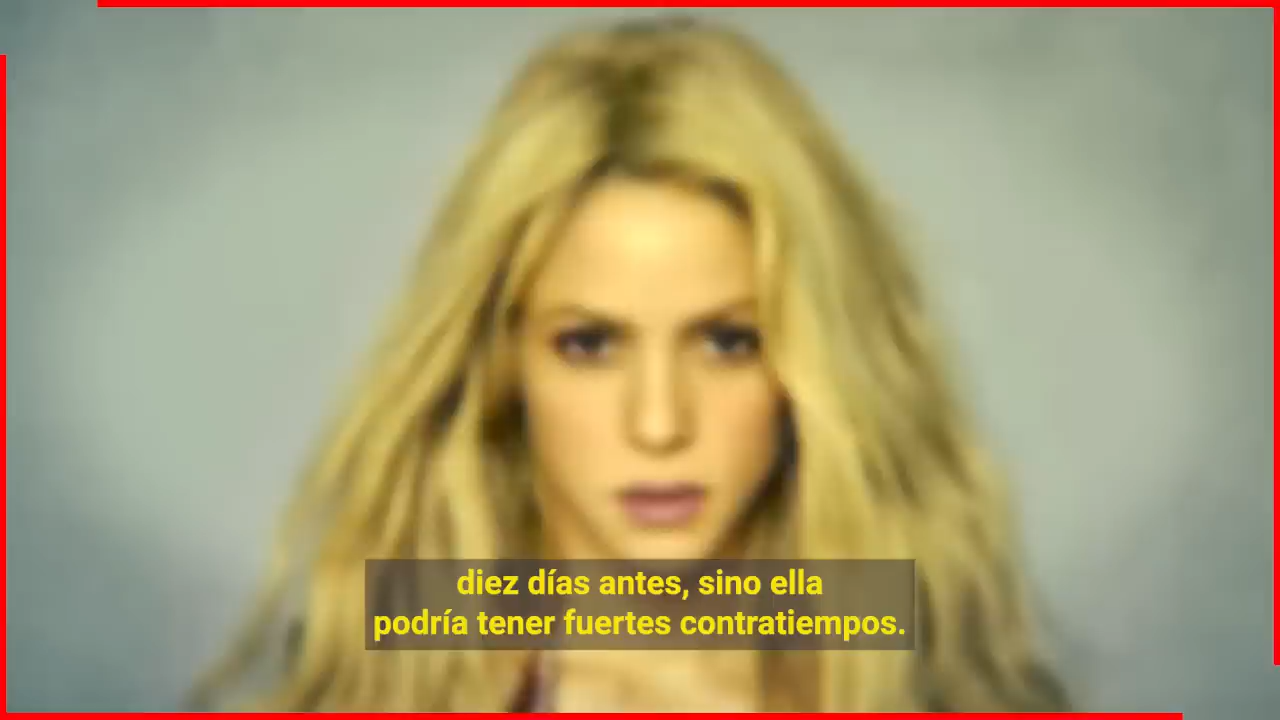 diez días antes, sino ella
podría tener fuertes contratiempos.